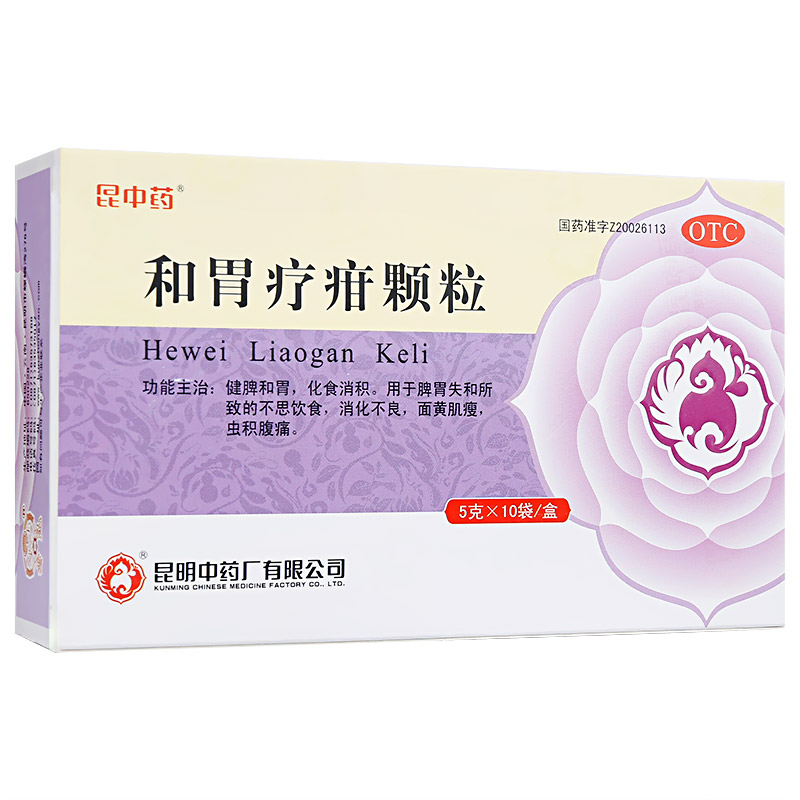 昆中药®
国药准字Z20026113
OTC
和胃疗疳颗粒
Hewei Liaogan Keli
功能主治：健脾和胃，化食消积。用于脾胃失和所
致的不思饮食，消化不良，面黄肌瘦，
虫积腹痛。
5克×10袋/盒
®
昆明中药厂有限公司
KUNMING CHINESE MEDICINE FACTORY CO., LTD.